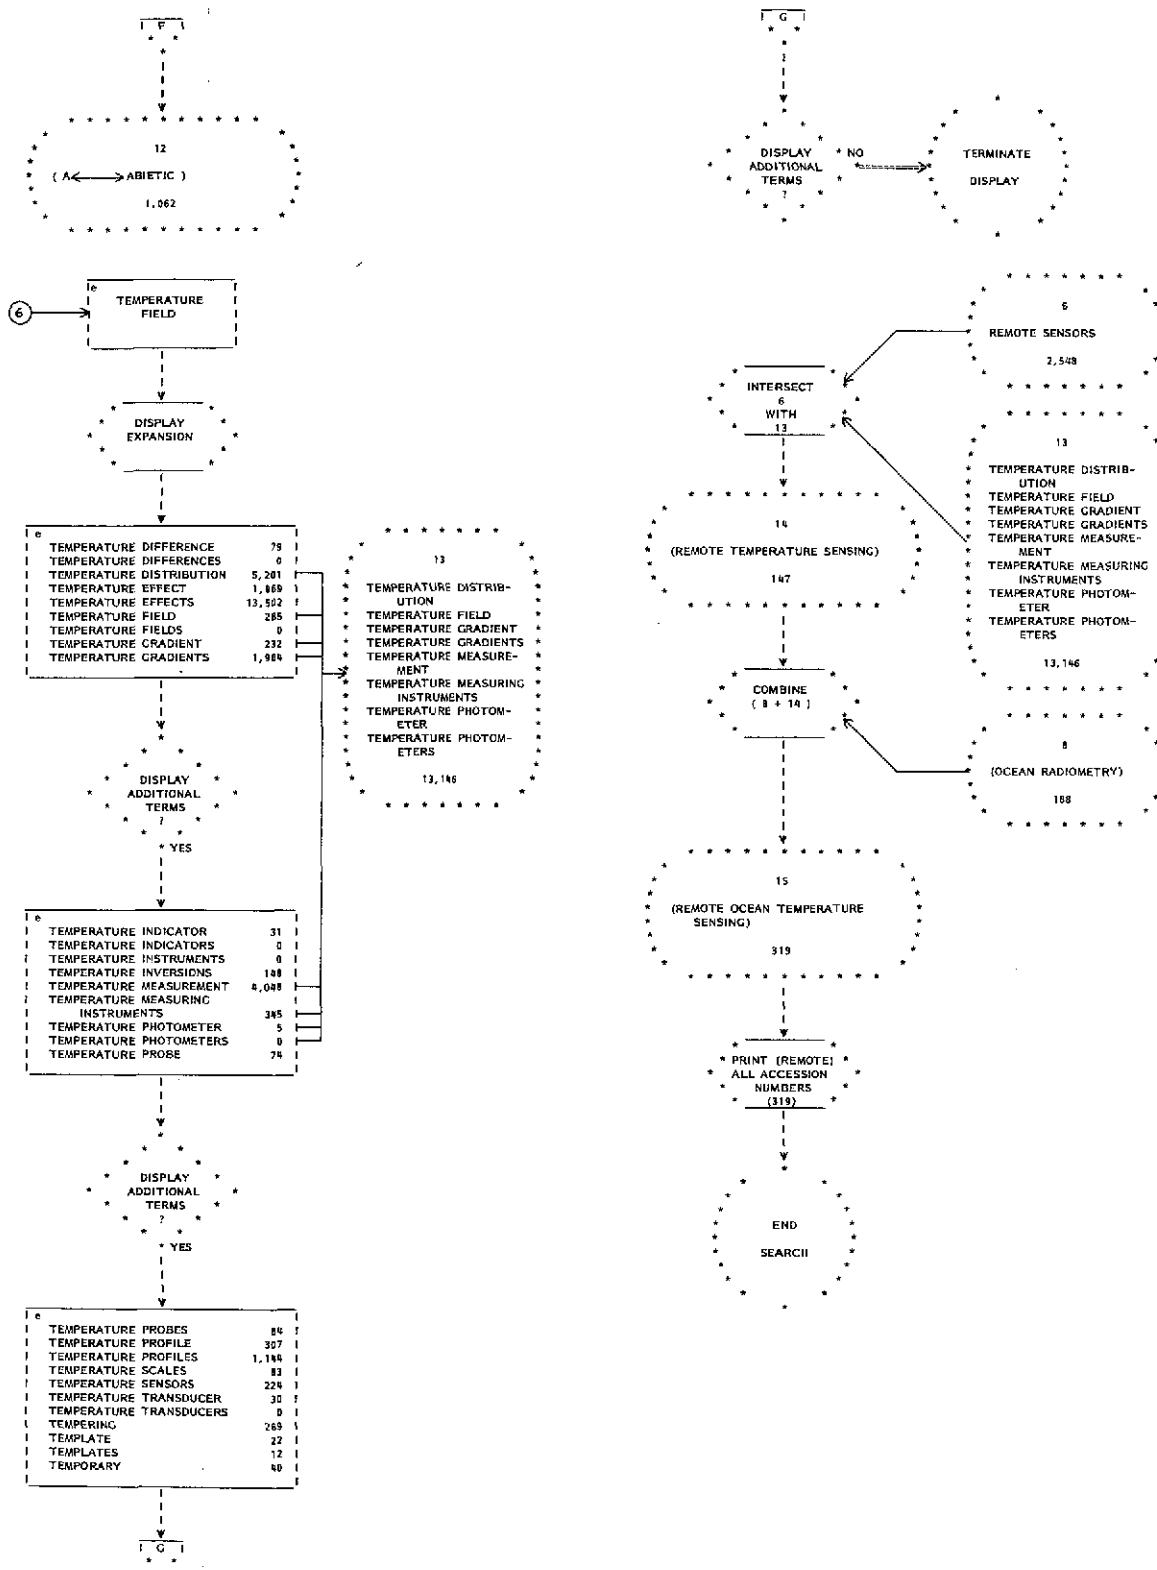 F
12
( A ⟷ ABIETIC )
1,062
6
e
TEMPERATURE
FIELD
DISPLAY
EXPANSION
e
TEMPERATURE DIFFERENCE 79
TEMPERATURE DIFFERENCES 0
TEMPERATURE DISTRIBUTION 5,201
TEMPERATURE EFFECT 1,869
TEMPERATURE EFFECTS 13,502
TEMPERATURE FIELD 285
TEMPERATURE FIELDS 0
TEMPERATURE GRADIENT 232
TEMPERATURE GRADIENTS 1,984
13
TEMPERATURE DISTRIB-
UTION
TEMPERATURE FIELD
TEMPERATURE GRADIENT
TEMPERATURE GRADIENTS
TEMPERATURE MEASURE-
MENT
TEMPERATURE MEASURING
INSTRUMENTS
TEMPERATURE PHOTOM-
ETER
TEMPERATURE PHOTOM-
ETERS
13,146
DISPLAY
ADDITIONAL
TERMS
?
YES
e
TEMPERATURE INDICATOR 31
TEMPERATURE INDICATORS 0
TEMPERATURE INSTRUMENTS 0
TEMPERATURE INVERSIONS 148
TEMPERATURE MEASUREMENT 4,048
TEMPERATURE MEASURING
INSTRUMENTS 345
TEMPERATURE PHOTOMETER 5
TEMPERATURE PHOTOMETERS 0
TEMPERATURE PROBE 74
DISPLAY
ADDITIONAL
TERMS
?
YES
e
TEMPERATURE PROBES 84
TEMPERATURE PROFILE 307
TEMPERATURE PROFILES 1,144
TEMPERATURE SCALES 83
TEMPERATURE SENSORS 224
TEMPERATURE TRANSDUCER 30
TEMPERATURE TRANSDUCERS 0
TEMPERING 269
TEMPLATE 22
TEMPLATES 12
TEMPORARY 40
G
G
DISPLAY
ADDITIONAL
TERMS
?
NO
TERMINATE
DISPLAY
6
REMOTE SENSORS
2,548
INTERSECT
6
WITH
13
13
TEMPERATURE DISTRIB-
UTION
TEMPERATURE FIELD
TEMPERATURE GRADIENT
TEMPERATURE GRADIENTS
TEMPERATURE MEASURE-
MENT
TEMPERATURE MEASURING
INSTRUMENTS
TEMPERATURE PHOTOM-
ETER
TEMPERATURE PHOTOM-
ETERS
13,146
14
(REMOTE TEMPERATURE SENSING)
147
COMBINE
( 8 + 14 )
8
(OCEAN RADIOMETRY)
188
15
(REMOTE OCEAN TEMPERATURE
SENSING)
319
PRINT (REMOTE)
ALL ACCESSION
NUMBERS
(319)
END
SEARCH